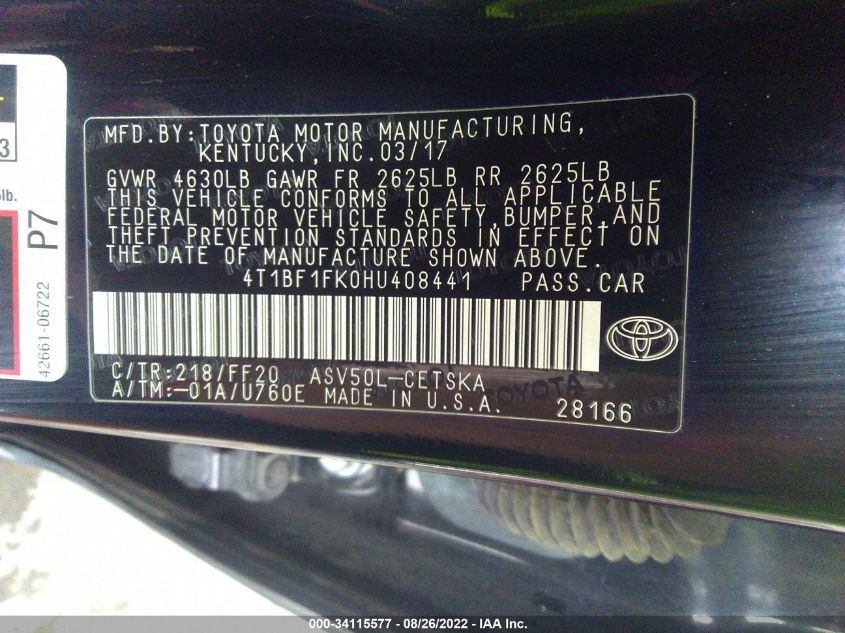 MFD.BY:TOYOTA MOTOR MANUFACTURING,
KENTUCKY,INC.03/17
GVWR 4630LB GAWR FR 2625LB RR 2625LB
THIS VEHICLE CONFORMS TO ALL APPLICABLE
FEDERAL MOTOR VEHICLE SAFETY,BUMPER,AND
THEFT PREVENTION STANDARDS IN EFFECT ON
THE DATE OF MANUFACTURE SHOWN ABOVE.
4T1BF1FK0HU408441 PASS.CAR
C/TR:218/FF20 ASV50L-CETSKA
A/TM:-01A/U760E MADE IN U.S.A. 28166
3
lb.
P7
42661-06722
000-34115577 - 08/26/2022 - IAA Inc.